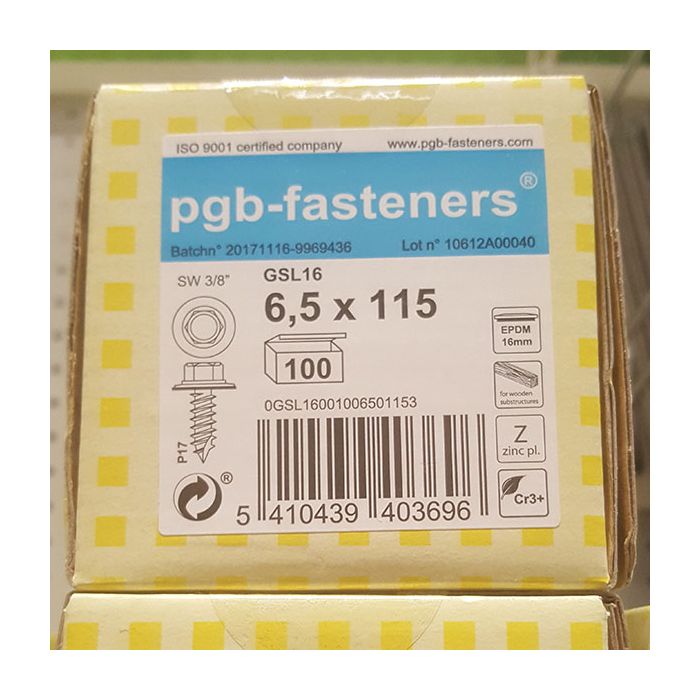 ISO 9001 certified company www.pgb-fasteners.com
pgb-fasteners®
Batchn° 20171116-9969436 Lot n° 10612A00040
SW 3/8" GSL16
6,5 x 115
EPDM
16mm
100
for wooden
substructures
0GSL16001006501153
P17
Z
zinc pl.
®
Cr3+
5 410439 403696